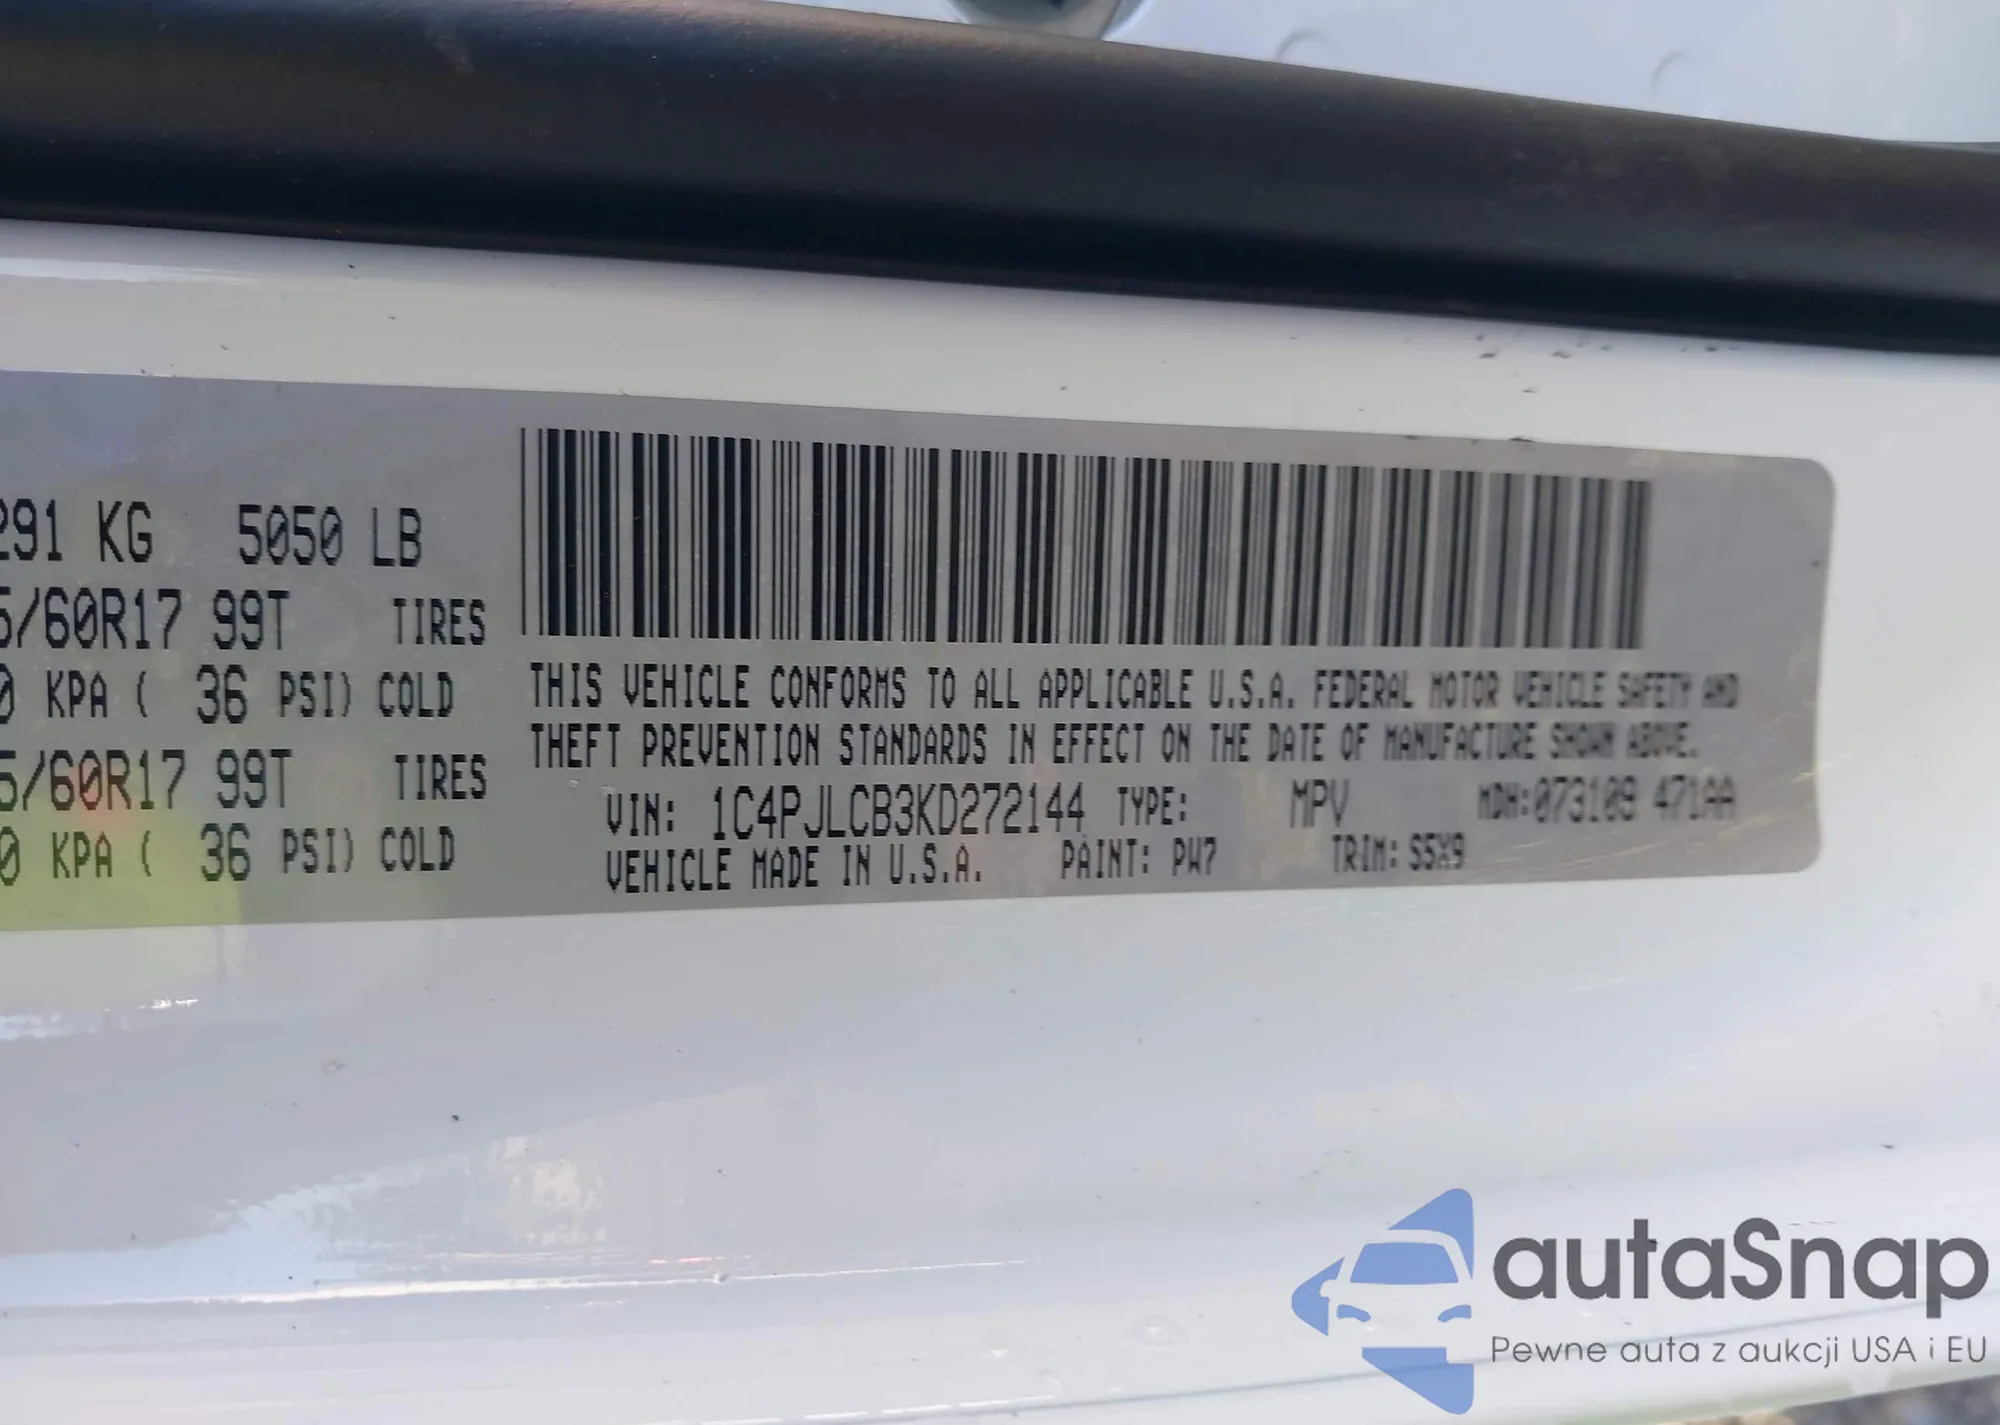 291 KG 5050 LB
5/60R17 99T TIRES
0 KPA ( 36 PSI) COLD
5/60R17 99T TIRES
0 KPA ( 36 PSI) COLD
THIS VEHICLE CONFORMS TO ALL APPLICABLE U.S.A. FEDERAL MOTOR VEHICLE SAFETY AND
THEFT PREVENTION STANDARDS IN EFFECT ON THE DATE OF MANUFACTURE SHOWN ABOVE.
VIN: 1C4PJLCB3KD272144 TYPE: MPV MDH:073109 471AA
VEHICLE MADE IN U.S.A. PAINT: PW7 TRIM: S5X9
autaSnap
Pewne auta z aukcji USA i EU